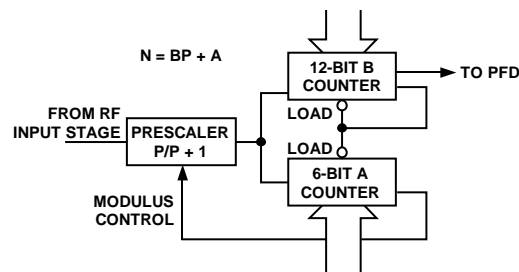 N = BP + A
12-BIT B
COUNTER
TO PFD
FROM RF
INPUT STAGE
PRESCALER
P/P + 1
LOAD
LOAD
6-BIT A
COUNTER
MODULUS
CONTROL